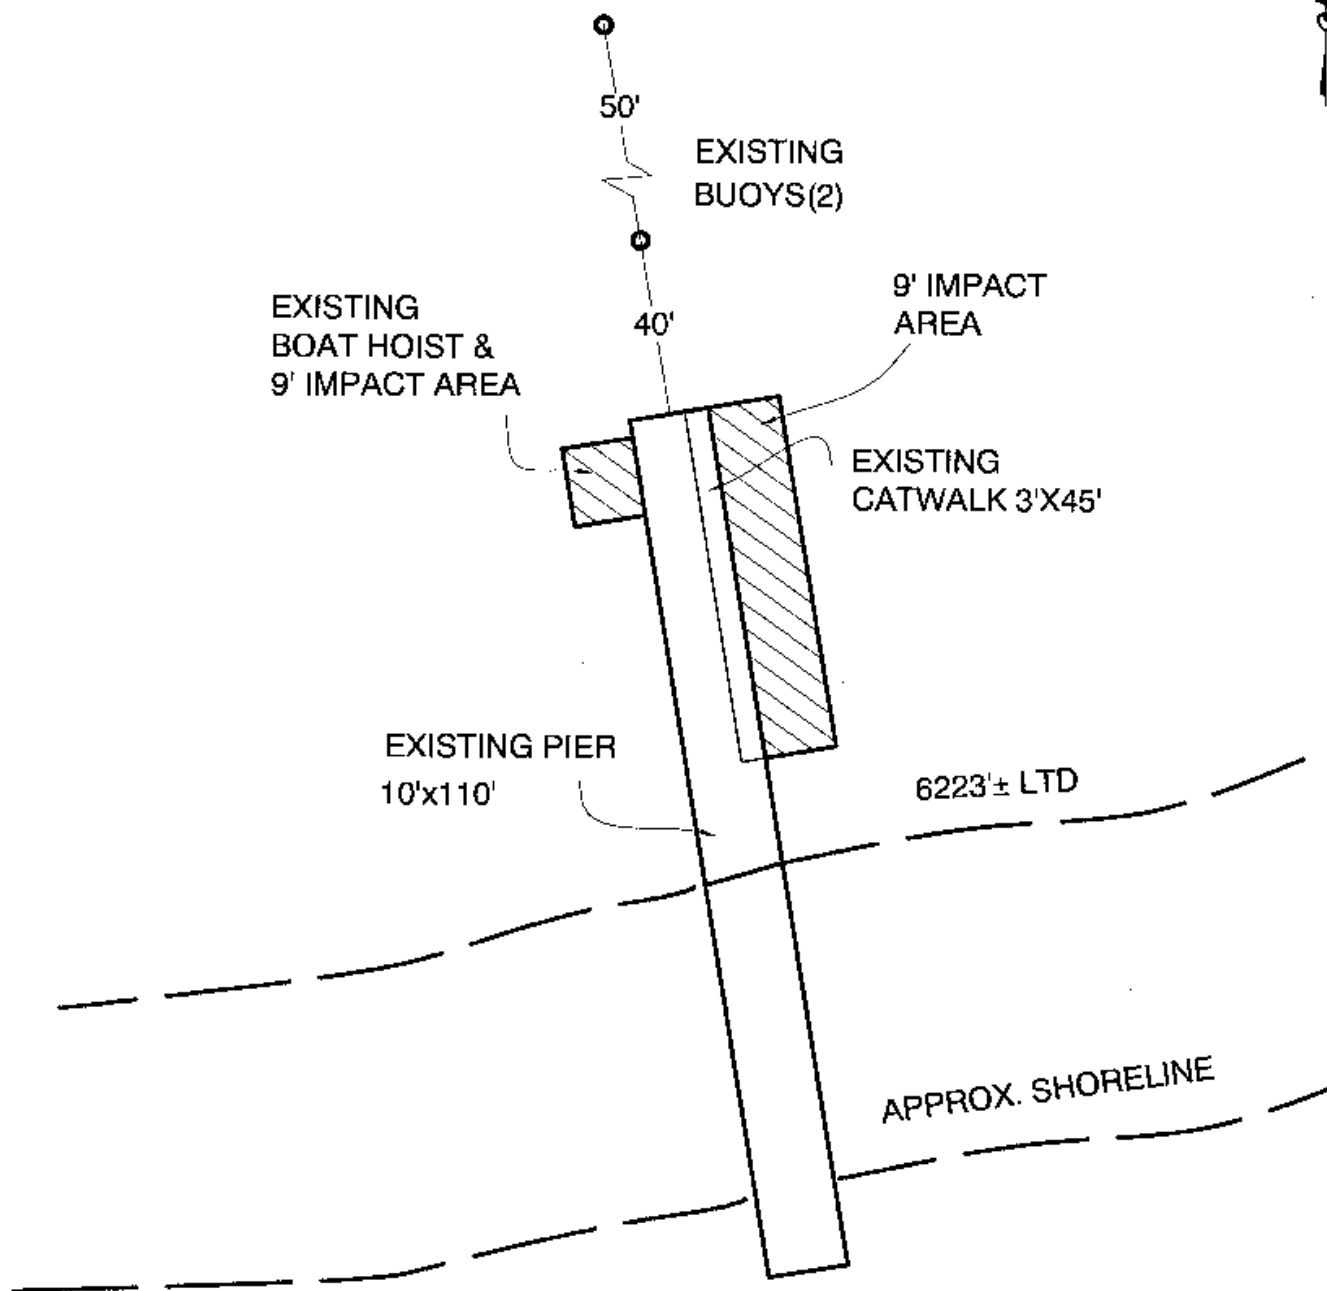 50'
EXISTING
BUOYS(2)
EXISTING
BOAT HOIST &
9' IMPACT AREA
40'
9' IMPACT
AREA
EXISTING
CATWALK 3'X45'
EXISTING PIER
10'x110'
6223'± LTD
APPROX. SHORELINE